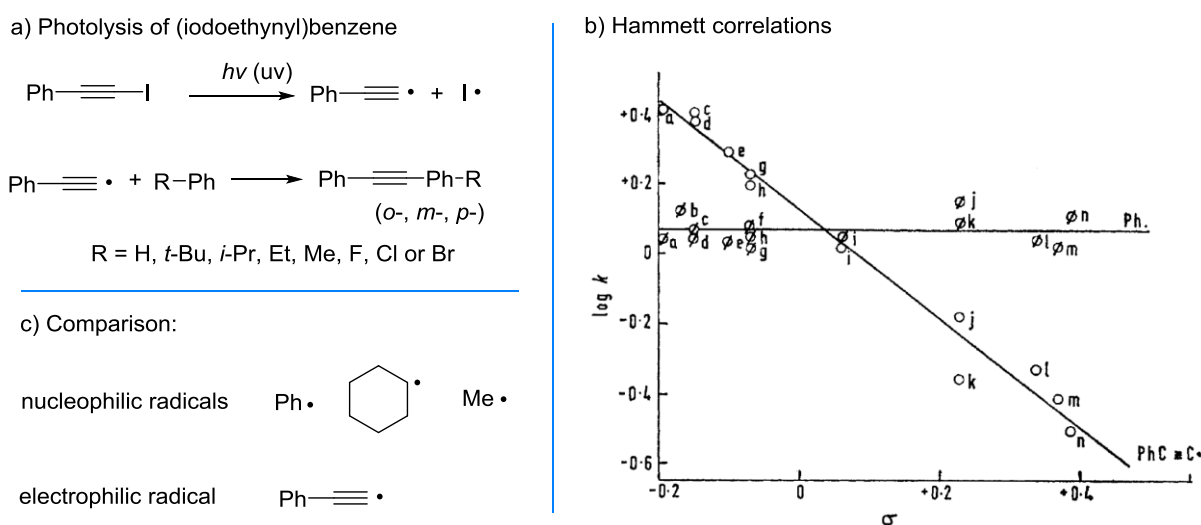 a) Photolysis of (iodoethynyl)benzene
hv (uv)
Ph I Ph • + I •
Ph • + R–Ph Ph Ph–R
(o-, m-, p-)
R = H, t-Bu, i-Pr, Et, Me, F, Cl or Br
c) Comparison:
nucleophilic radicals Ph • • Me •
electrophilic radical Ph •
b) Hammett correlations
+0·4
+0·2
0
−0·2
−0·4
−0·6
log k
a
c
d
e
g
h
b
c
f
j
k
n
Ph.
a
d
e
h
g
i
i
l
m
j
k
l
m
n
PhC≡C·
−0·2 0 +0·2 +0·4
σ